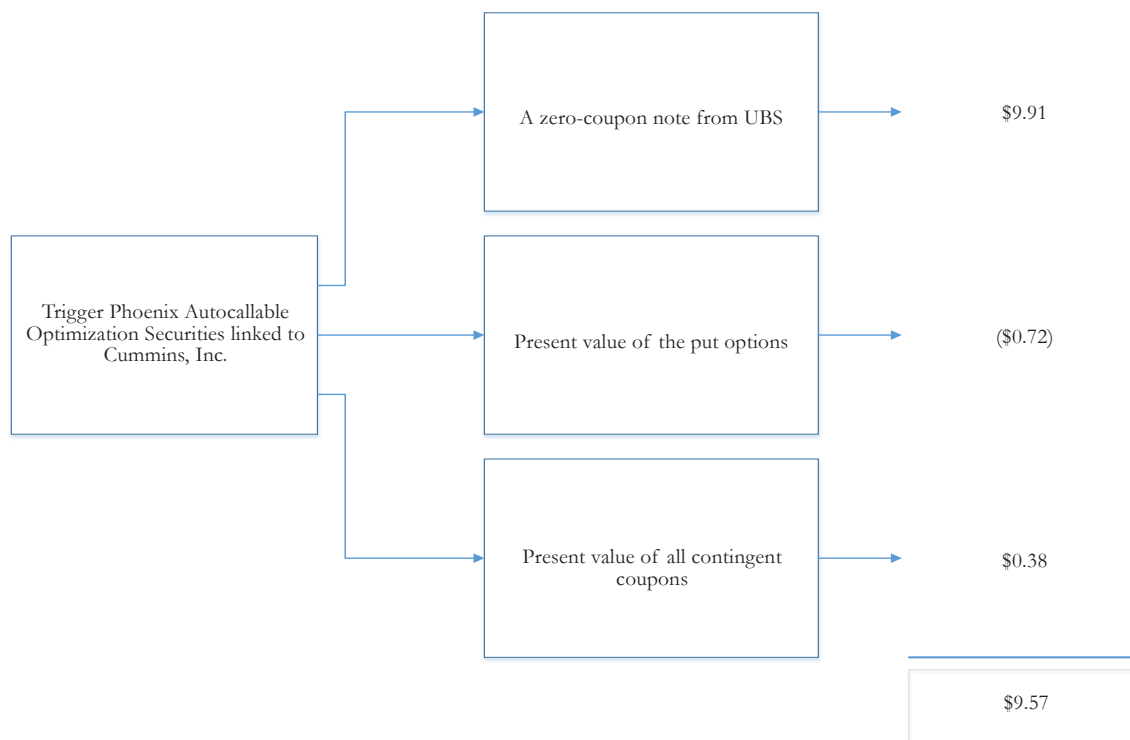 A zero-coupon note from UBS
$9.91
Trigger Phoenix Autocallable
Optimization Securities linked to
Cummins, Inc.
Present value of the put options
($0.72)
Present value of all contingent
coupons
$0.38
$9.57